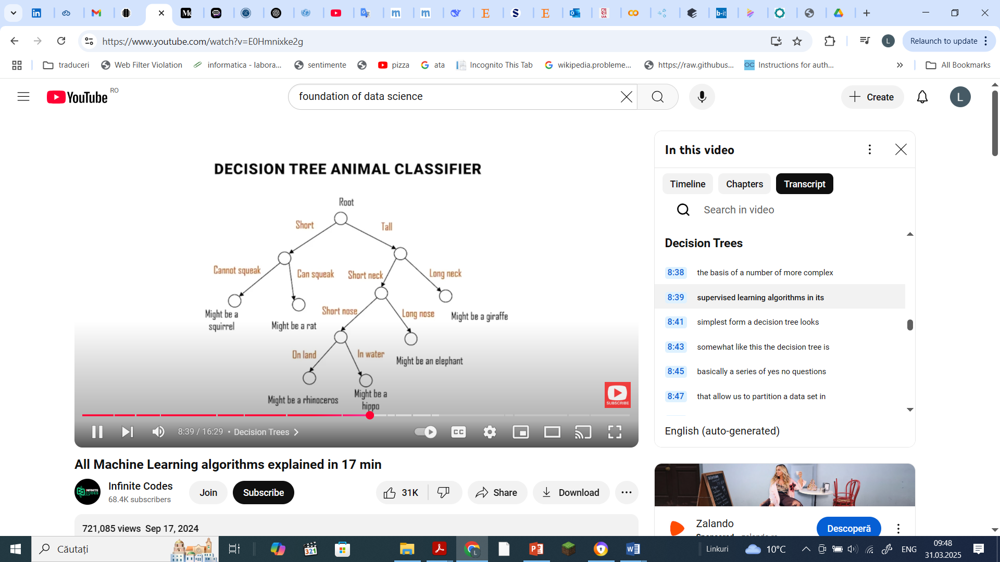 https://www.youtube.com/watch?v=E0Hmnixke2g
Relaunch to update
traduceri
Web Filter Violation
informatica - labora...
sentimente
pizza
ata
Incognito This Tab
wikipedia.probleme...
https://raw.githubus...
Instructions for auth...
All Bookmarks
YouTube RO
foundation of data science
Create
L
DECISION TREE ANIMAL CLASSIFIER
Root
Short
Tall
Cannot squeak
Can squeak
Short neck
Long neck
Might be a
squirrel
Might be a rat
Short nose
Long nose
Might be a giraffe
On land
In water
Might be an elephant
Might be a rhinoceros
Might be a
hippo
SUBSCRIBE
8:39 / 16:29 • Decision Trees
CC
In this video
Timeline
Chapters
Transcript
Search in video
Decision Trees
8:38 the basis of a number of more complex
8:39 supervised learning algorithms in its
8:41 simplest form a decision tree looks
8:43 somewhat like this the decision tree is
8:45 basically a series of yes no questions
8:47 that allow us to partition a data set in
English (auto-generated)
All Machine Learning algorithms explained in 17 min
Infinite Codes
68.4K subscribers
Join
Subscribe
31K
Share
Download
721,085 views Sep 17, 2024
Zalando
Descoperă
Căutați
Linkuri
10°C
ENG
09:48
31.03.2025